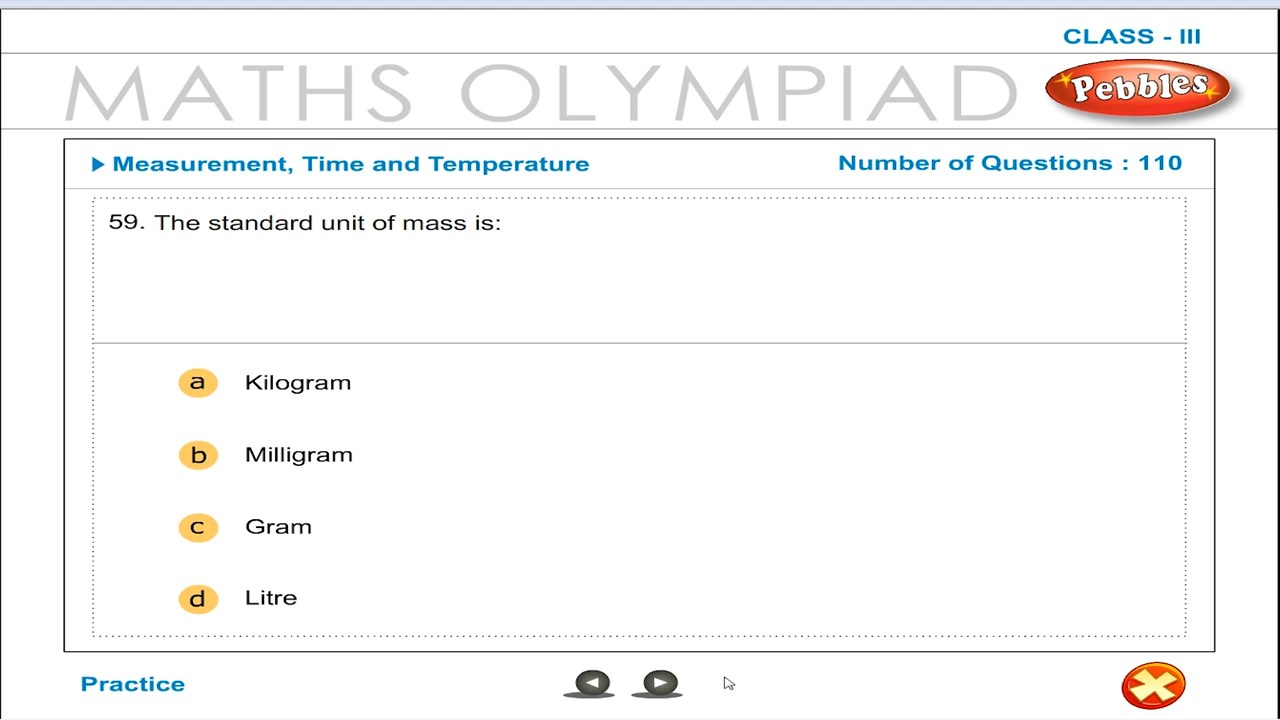 CLASS - III
MATHS OLYMPIAD
Pebbles
Measurement, Time and Temperature
Number of Questions : 110
59. The standard unit of mass is:
a Kilogram
b Milligram
c Gram
d Litre
Practice